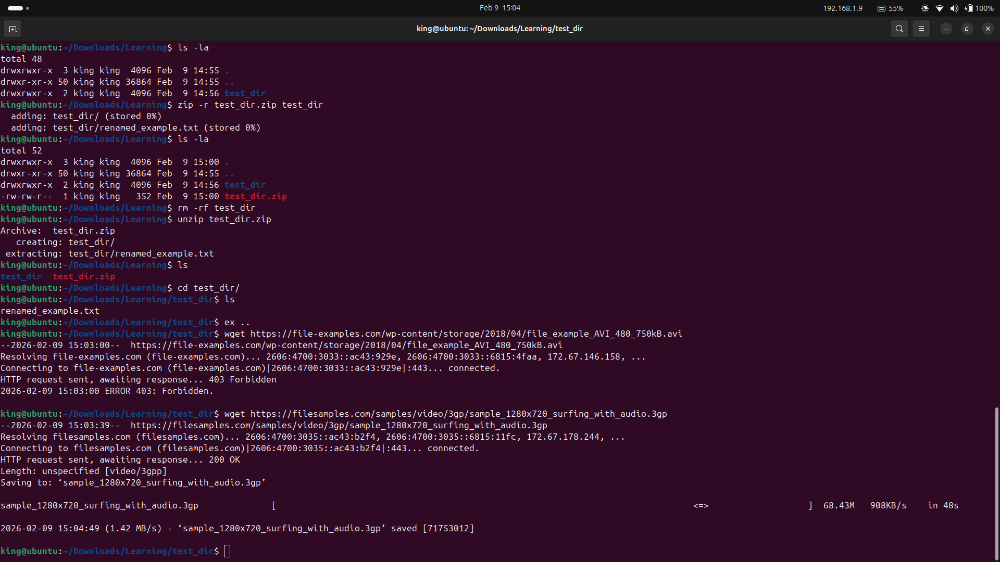 Feb 9 15:04
192.168.1.9
55%
100%
king@ubuntu: ~/Downloads/Learning/test_dir
king@ubuntu:~/Downloads/Learning$ ls -la
total 48
drwxrwxr-x  3 king king  4096 Feb  9 14:55 .
drwxr-xr-x 50 king king 36864 Feb  9 14:55 ..
drwxrwxr-x  2 king king  4096 Feb  9 14:56 test_dir
king@ubuntu:~/Downloads/Learning$ zip -r test_dir.zip test_dir
  adding: test_dir/ (stored 0%)
  adding: test_dir/renamed_example.txt (stored 0%)
king@ubuntu:~/Downloads/Learning$ ls -la
total 52
drwxrwxr-x  3 king king  4096 Feb  9 15:00 .
drwxr-xr-x 50 king king 36864 Feb  9 14:55 ..
drwxrwxr-x  2 king king  4096 Feb  9 14:56 test_dir
-rw-rw-r--  1 king king   352 Feb  9 15:00 test_dir.zip
king@ubuntu:~/Downloads/Learning$ rm -rf test_dir
king@ubuntu:~/Downloads/Learning$ unzip test_dir.zip
Archive:  test_dir.zip
   creating: test_dir/
 extracting: test_dir/renamed_example.txt
king@ubuntu:~/Downloads/Learning$ ls
test_dir  test_dir.zip
king@ubuntu:~/Downloads/Learning$ cd test_dir/
king@ubuntu:~/Downloads/Learning/test_dir$ ls
renamed_example.txt
king@ubuntu:~/Downloads/Learning/test_dir$ ex ..
king@ubuntu:~/Downloads/Learning/test_dir$ wget https://file-examples.com/wp-content/storage/2018/04/file_example_AVI_480_750kB.avi
--2026-02-09 15:03:00--  https://file-examples.com/wp-content/storage/2018/04/file_example_AVI_480_750kB.avi
Resolving file-examples.com (file-examples.com)... 2606:4700:3033::ac43:929e, 2606:4700:3033::6815:4faa, 172.67.146.158, ...
Connecting to file-examples.com (file-examples.com)|2606:4700:3033::ac43:929e|:443... connected.
HTTP request sent, awaiting response... 403 Forbidden
2026-02-09 15:03:00 ERROR 403: Forbidden.
king@ubuntu:~/Downloads/Learning/test_dir$ wget https://filesamples.com/samples/video/3gp/sample_1280x720_surfing_with_audio.3gp
--2026-02-09 15:03:39--  https://filesamples.com/samples/video/3gp/sample_1280x720_surfing_with_audio.3gp
Resolving filesamples.com (filesamples.com)... 2606:4700:3035::ac43:b2f4, 2606:4700:3035::6815:11fc, 172.67.178.244, ...
Connecting to filesamples.com (filesamples.com)|2606:4700:3035::ac43:b2f4|:443... connected.
HTTP request sent, awaiting response... 200 OK
Length: unspecified [video/3gpp]
Saving to: ‘sample_1280x720_surfing_with_audio.3gp’
sample_1280x720_surfing_with_audio.3gp              [                                                                                <=>                   ]  68.43M   908KB/s    in 48s
2026-02-09 15:04:49 (1.42 MB/s) - ‘sample_1280x720_surfing_with_audio.3gp’ saved [71753012]
king@ubuntu:~/Downloads/Learning/test_dir$